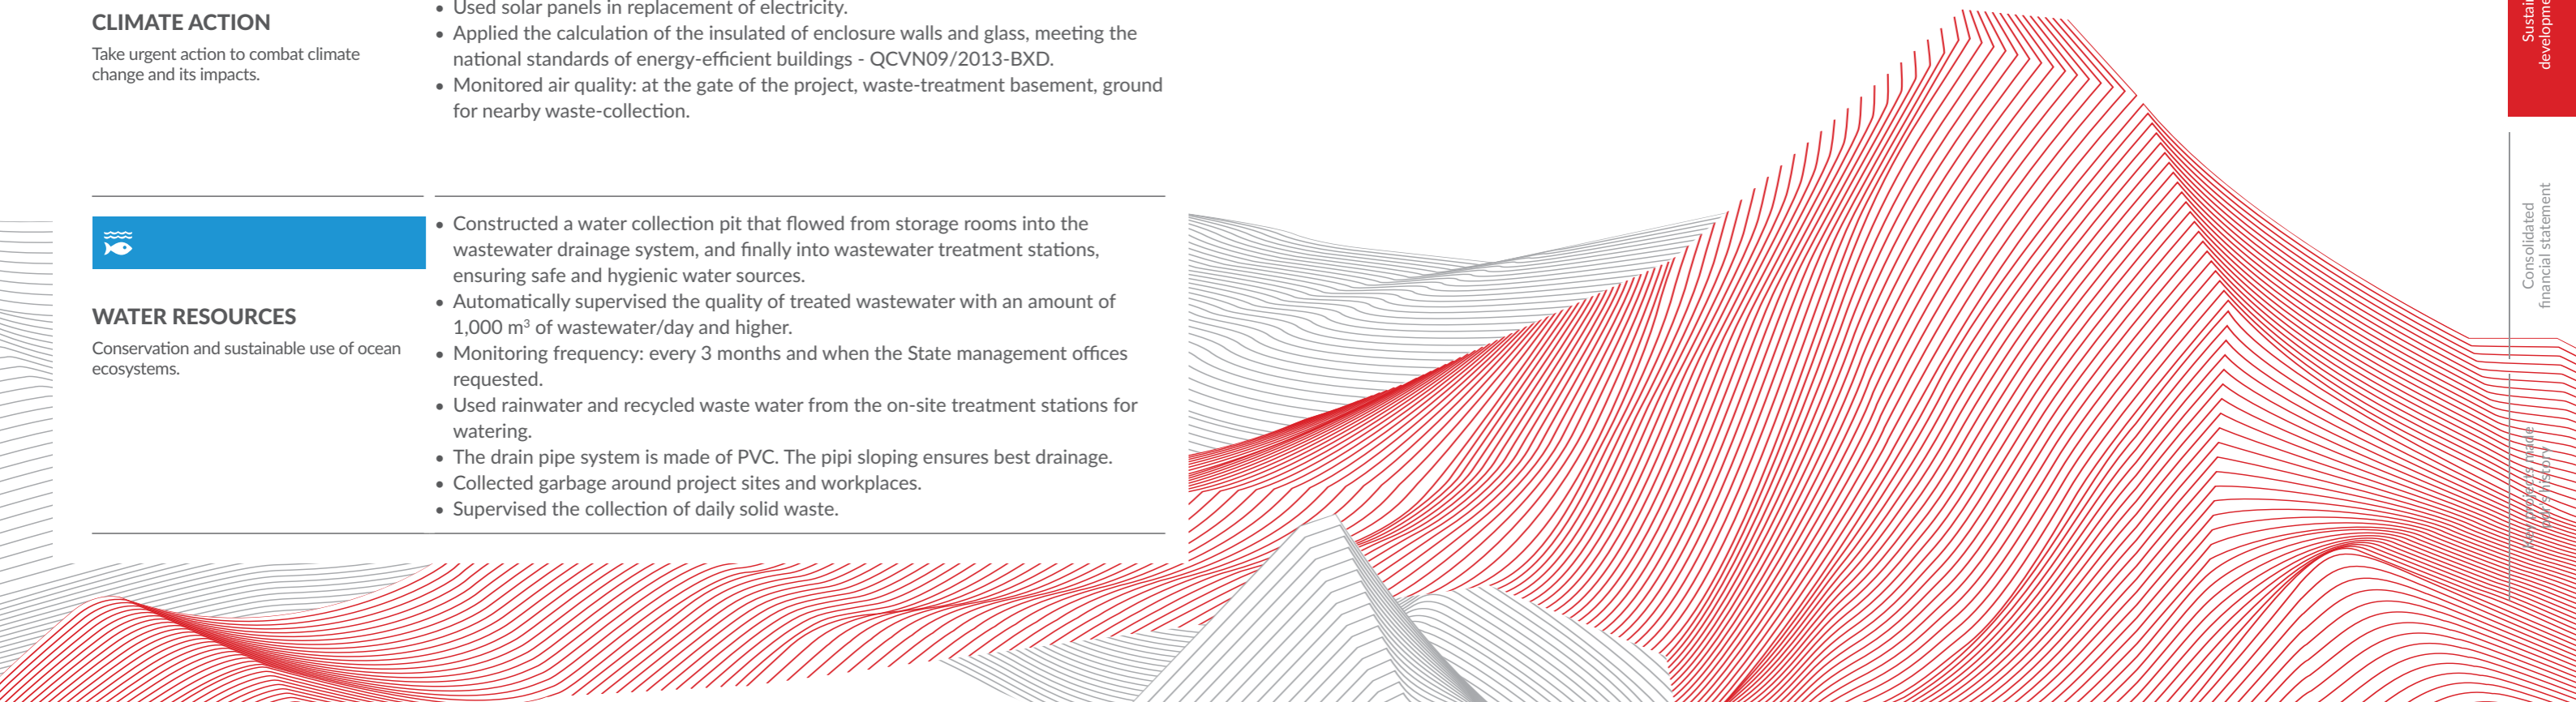 CLIMATE ACTION
Take urgent action to combat climate
change and its impacts.
• Used solar panels in replacement of electricity.
• Applied the calculation of the insulated of enclosure walls and glass, meeting the
national standards of energy-efficient buildings - QCVN09/2013-BXD.
• Monitored air quality: at the gate of the project, waste-treatment basement, ground
for nearby waste-collection.
WATER RESOURCES
Conservation and sustainable use of ocean
ecosystems.
• Constructed a water collection pit that flowed from storage rooms into the
wastewater drainage system, and finally into wastewater treatment stations,
ensuring safe and hygienic water sources.
• Automatically supervised the quality of treated wastewater with an amount of
1,000 m³ of wastewater/day and higher.
• Monitoring frequency: every 3 months and when the State management offices
requested.
• Used rainwater and recycled waste water from the on-site treatment stations for
watering.
• The drain pipe system is made of PVC. The pipi sloping ensures best drainage.
• Collected garbage around project sites and workplaces.
• Supervised the collection of daily solid waste.
Consolidated
financial statement